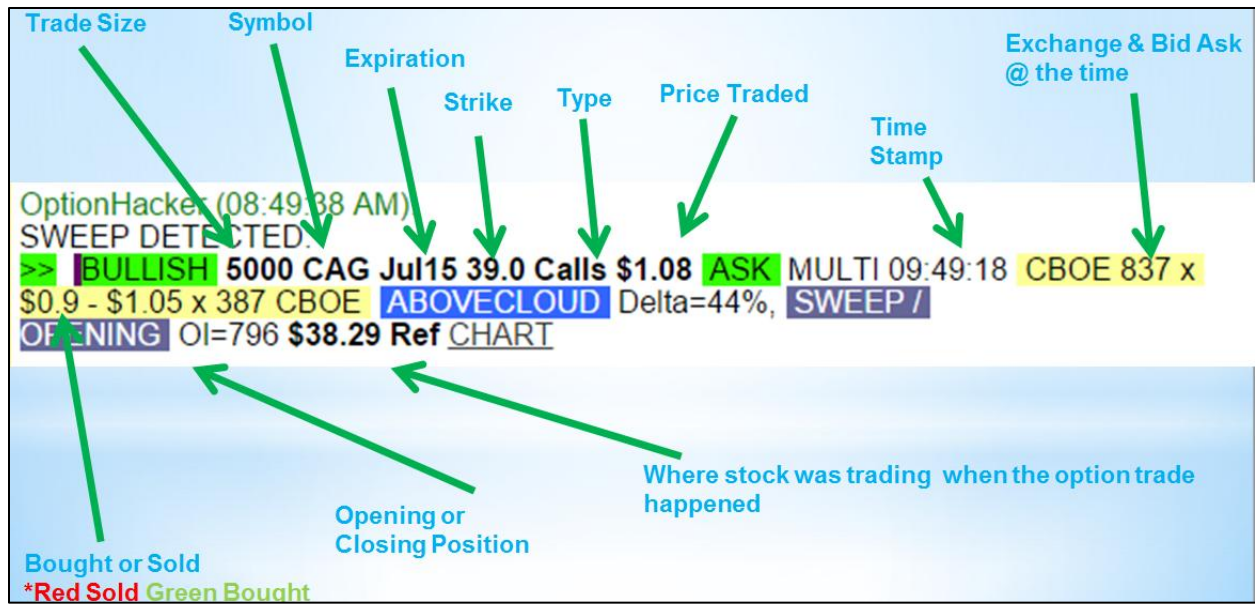 Trade Size
Symbol
Expiration
Strike
Type
Price Traded
Exchange & Bid Ask
@ the time
Time
Stamp
OptionHacker (08:49:38 AM)
SWEEP DETECTED:
>> BULLISH 5000 CAG Jul15 39.0 Calls $1.08 ASK MULTI 09:49:18 CBOE 837 x
$0.9 - $1.05 x 387 CBOE ABOVECLOUD Delta=44%, SWEEP /
OPENING OI=796 $38.29 Ref CHART
Where stock was trading when the option trade
happened
Opening or
Closing Position
Bought or Sold
*Red Sold Green Bought